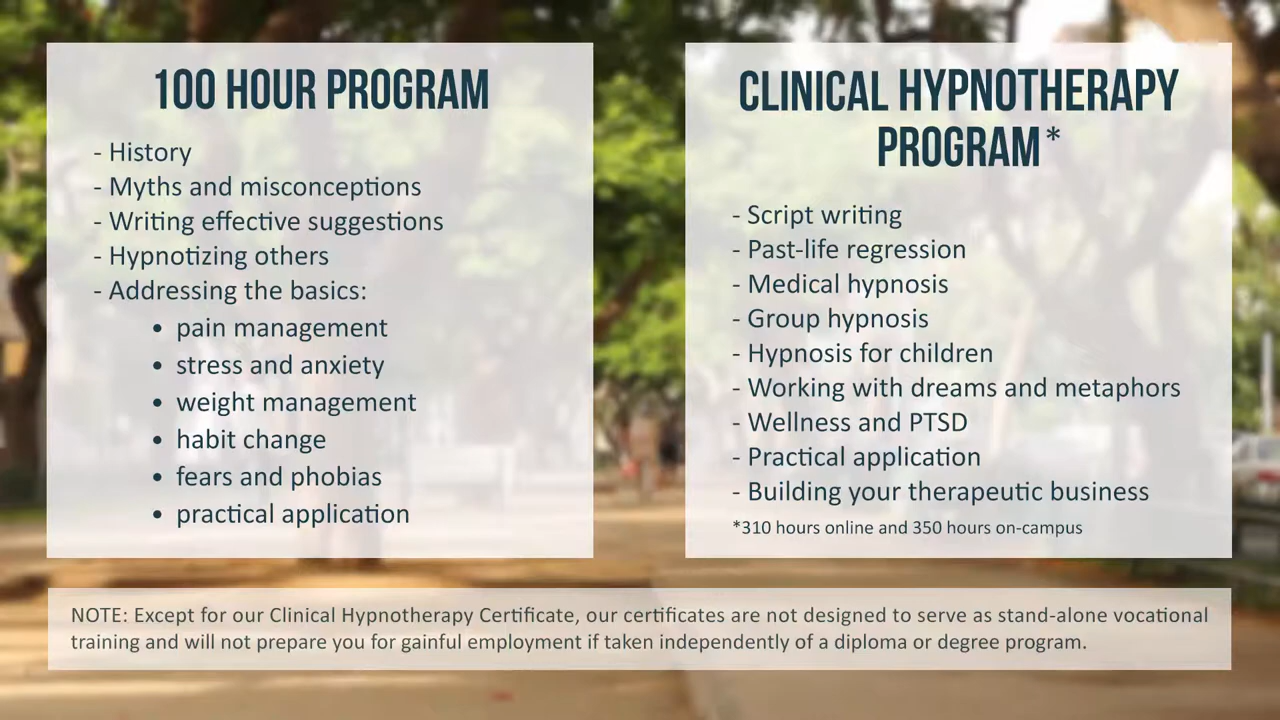 100 HOUR PROGRAM
- History
- Myths and misconceptions
- Writing effective suggestions
- Hypnotizing others
- Addressing the basics:
• pain management
• stress and anxiety
• weight management
• habit change
• fears and phobias
• practical application
CLINICAL HYPNOTHERAPY
PROGRAM*
- Script writing
- Past-life regression
- Medical hypnosis
- Group hypnosis
- Hypnosis for children
- Working with dreams and metaphors
- Wellness and PTSD
- Practical application
- Building your therapeutic business
*310 hours online and 350 hours on-campus
NOTE: Except for our Clinical Hypnotherapy Certificate, our certificates are not designed to serve as stand-alone vocational
training and will not prepare you for gainful employment if taken independently of a diploma or degree program.